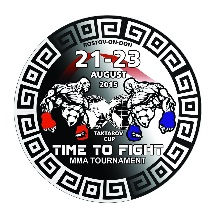 ROSTOV-ON-DON
21-23
AUGUST
2015
TAKTAROV
CUP
TIME TO FIGHT
MMA TOURNAMENT